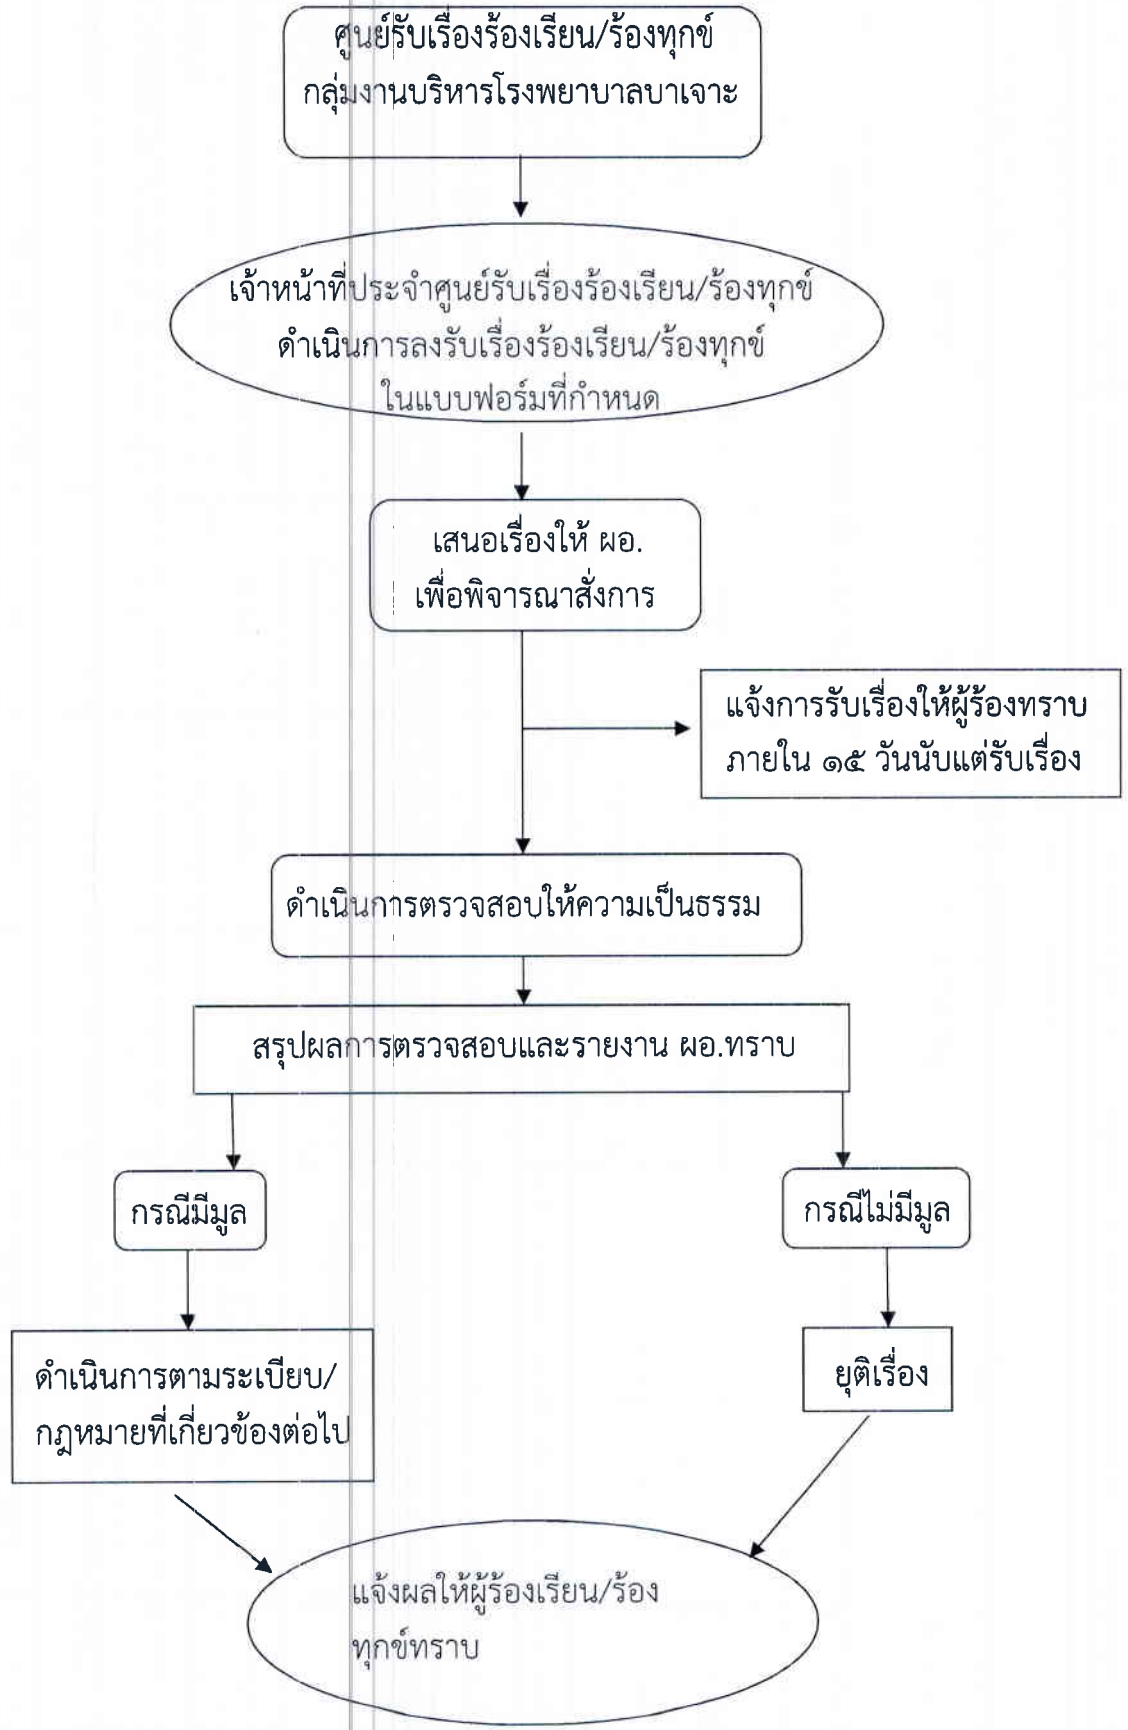 ศูนย์รับเรื่องร้องเรียน/ร้องทุกข์
กลุ่มงานบริหารโรงพยาบาลบาเจาะ
เจ้าหน้าที่ประจำศูนย์รับเรื่องร้องเรียน/ร้องทุกข์
ดำเนินการลงรับเรื่องร้องเรียน/ร้องทุกข์
ในแบบฟอร์มที่กำหนด
เสนอเรื่องให้ ผอ.
เพื่อพิจารณาสั่งการ
แจ้งการรับเรื่องให้ผู้ร้องทราบ
ภายใน ๑๕ วันนับแต่รับเรื่อง
ดำเนินการตรวจสอบให้ความเป็นธรรม
สรุปผลการตรวจสอบและรายงาน ผอ.ทราบ
กรณีมีมูล
กรณีไม่มีมูล
ดำเนินการตามระเบียบ/
กฎหมายที่เกี่ยวข้องต่อไป
ยุติเรื่อง
แจ้งผลให้ผู้ร้องเรียน/ร้อง
ทุกข์ทราบ